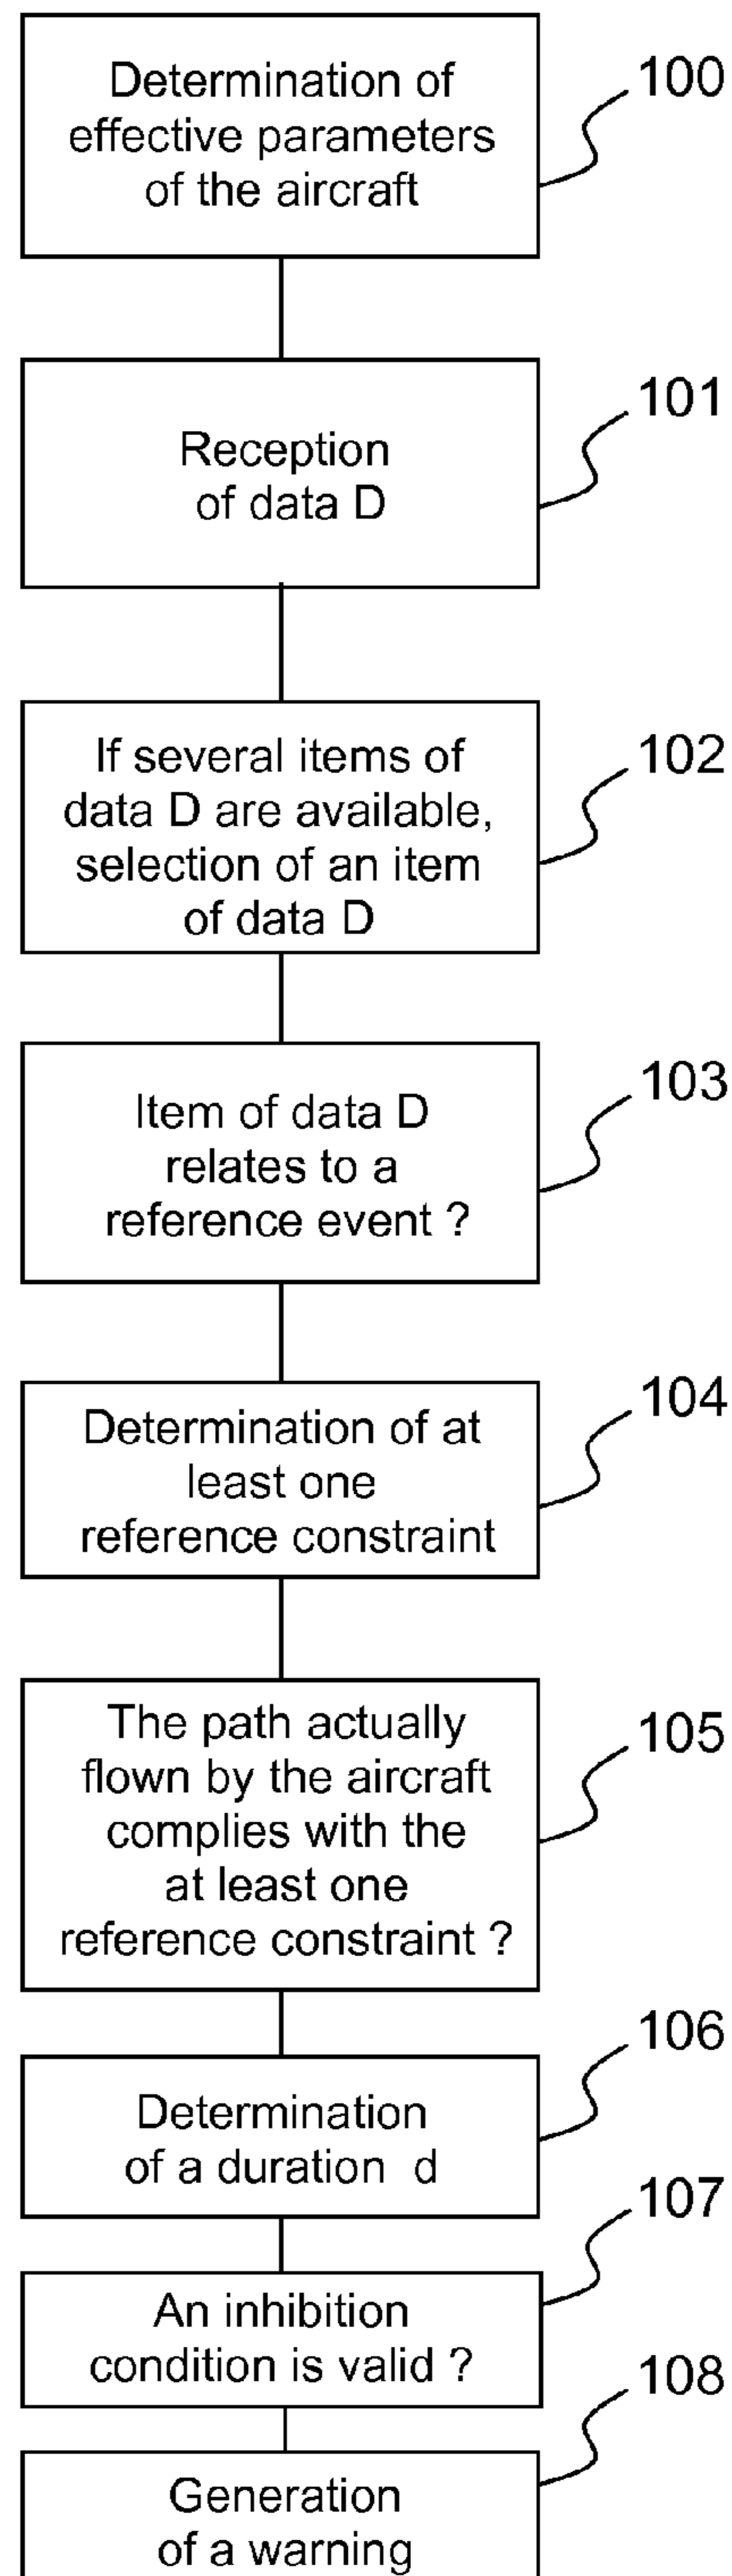 Determination of
effective parameters
of the aircraft
100
Reception
of data D
101
If several items of
data D are available,
selection of an item
of data D
102
Item of data D
relates to a
reference event ?
103
Determination of at
least one
reference constraint
104
The path actually
flown by the aircraft
complies with the
at least one
reference constraint ?
105
Determination
of a duration d
106
An inhibition
condition is valid ?
107
Generation
of a warning
108